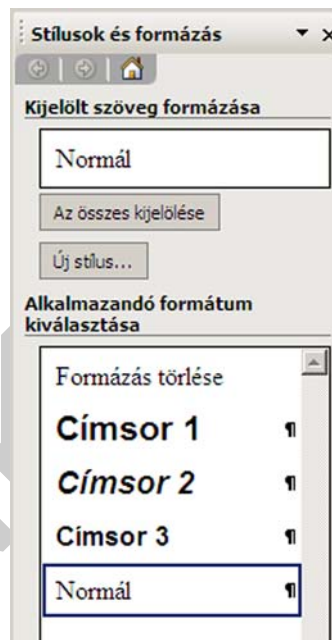 Stílusok és formázás
Kijelölt szöveg formázása
Normál
Az összes kijelölése
Új stílus...
Alkalmazandó formátum
kiválasztása
Formázás törlése
Címsor 1 ¶
Címsor 2 ¶
Címsor 3 ¶
Normál ¶